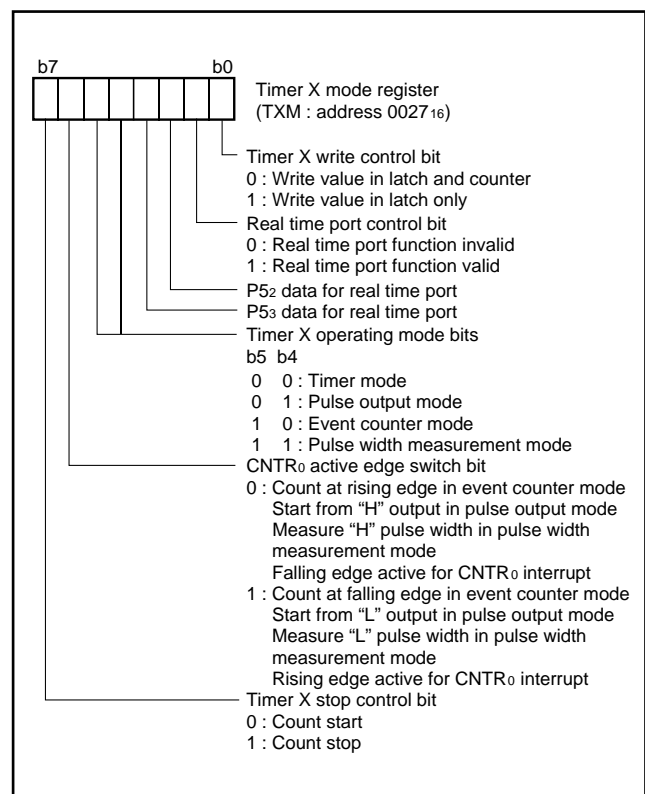 b7 b0
Timer X mode register
(TXM : address 002716)
Timer X write control bit
0 : Write value in latch and counter
1 : Write value in latch only
Real time port control bit
0 : Real time port function invalid
1 : Real time port function valid
P52 data for real time port
P53 data for real time port
Timer X operating mode bits
b5 b4
0 0 : Timer mode
0 1 : Pulse output mode
1 0 : Event counter mode
1 1 : Pulse width measurement mode
CNTR0 active edge switch bit
0 : Count at rising edge in event counter mode
Start from “H” output in pulse output mode
Measure “H” pulse width in pulse width
measurement mode
Falling edge active for CNTR0 interrupt
1 : Count at falling edge in event counter mode
Start from “L” output in pulse output mode
Measure “L” pulse width in pulse width
measurement mode
Rising edge active for CNTR0 interrupt
Timer X stop control bit
0 : Count start
1 : Count stop